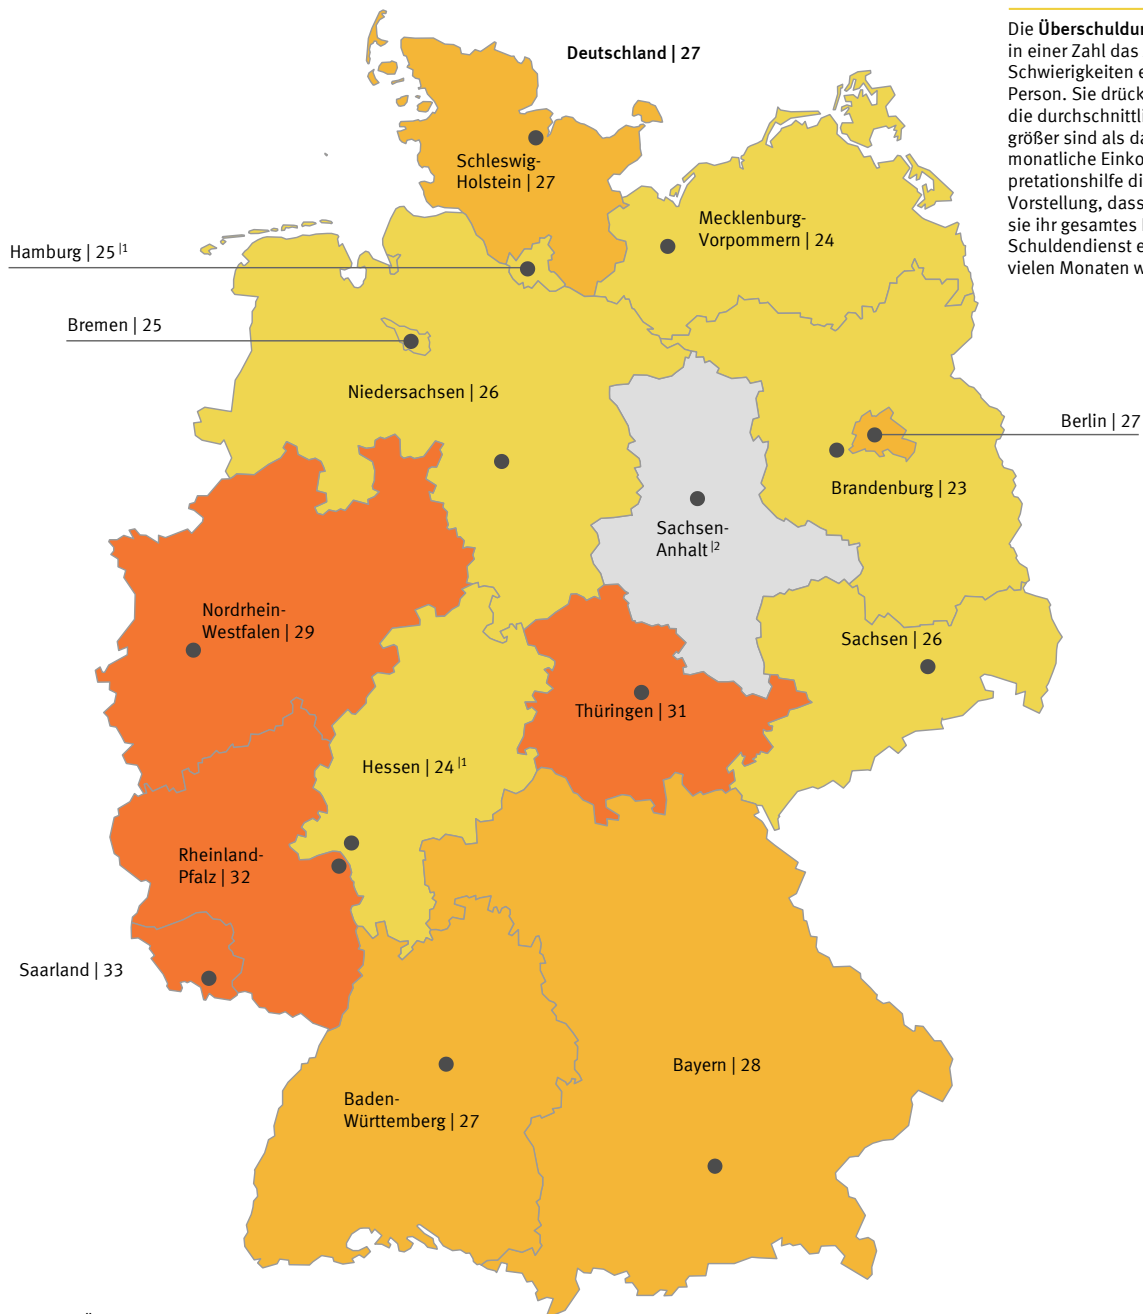 Deutschland | 27
Die Überschuldun
in einer Zahl das
Schwierigkeiten e
Person. Sie drück
die durchschnittli
größer sind als da
monatliche Einko
pretationshilfe di
Vorstellung, dass
sie ihr gesamtes
Schuldendienst e
vielen Monaten w
Schleswig-
Holstein | 27
Mecklenburg-
Vorpommern | 24
Hamburg | 25 |1
Bremen | 25
Niedersachsen | 26
Berlin | 27
Brandenburg | 23
Sachsen-
Anhalt |2
Nordrhein-
Westfalen | 29
Sachsen | 26
Thüringen | 31
Hessen | 24 |1
Rheinland-
Pfalz | 32
Saarland | 33
Bayern | 28
Baden-
Württemberg | 27